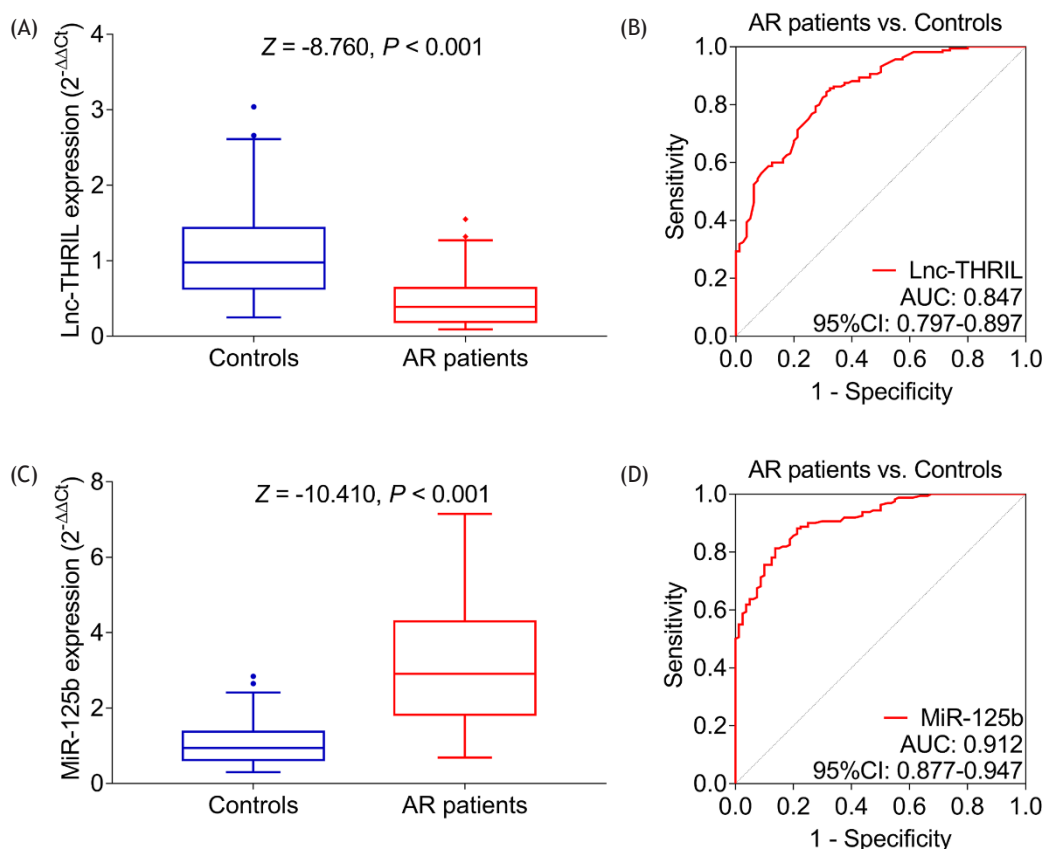 (A)
Z = -8.760, P < 0.001
Lnc-THRIL expression (2^-ΔΔCt)
4
3
2
1
0
Controls
AR patients
(B)
AR patients vs. Controls
Sensitivity
1.0
0.8
0.6
0.4
0.2
0.0
Lnc-THRIL
AUC: 0.847
95%CI: 0.797-0.897
0.0 0.2 0.4 0.6 0.8 1.0
1 - Specificity
(C)
Z = -10.410, P < 0.001
MiR-125b expression (2^-ΔΔCt)
8
6
4
2
0
Controls
AR patients
(D)
AR patients vs. Controls
Sensitivity
1.0
0.8
0.6
0.4
0.2
0.0
MiR-125b
AUC: 0.912
95%CI: 0.877-0.947
0.0 0.2 0.4 0.6 0.8 1.0
1 - Specificity